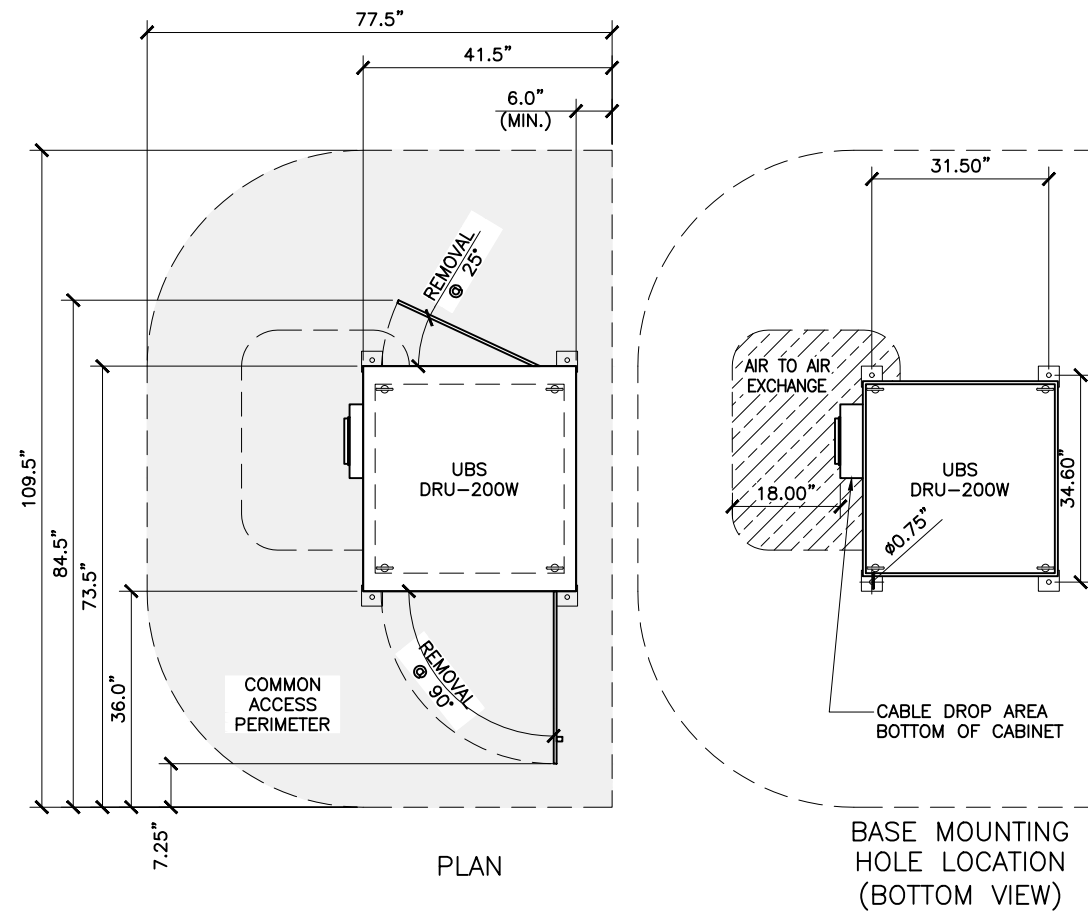 77.5”
41.5”
6.0”
(MIN.)
REMOVAL
@ 25°
109.5”
84.5”
73.5”
36.0”
7.25”
UBS
DRU-200W
REMOVAL
@ 90°
COMMON
ACCESS
PERIMETER
PLAN
31.50”
AIR TO AIR
EXCHANGE
18.00”
UBS
DRU-200W
34.60”
ø0.75”
CABLE DROP AREA
BOTTOM OF CABINET
BASE MOUNTING
HOLE LOCATION
(BOTTOM VIEW)